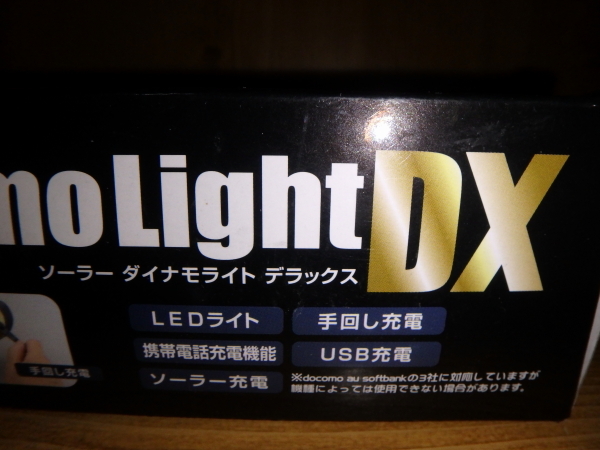 mo Light DX
ソーラー ダイナモライト デラックス
LEDライト
手回し充電
携帯電話充電機能
USB充電
ソーラー充電
※docomo au softbankの3社に対応していますが
機種によっては使用できない場合があります。
手回し充電